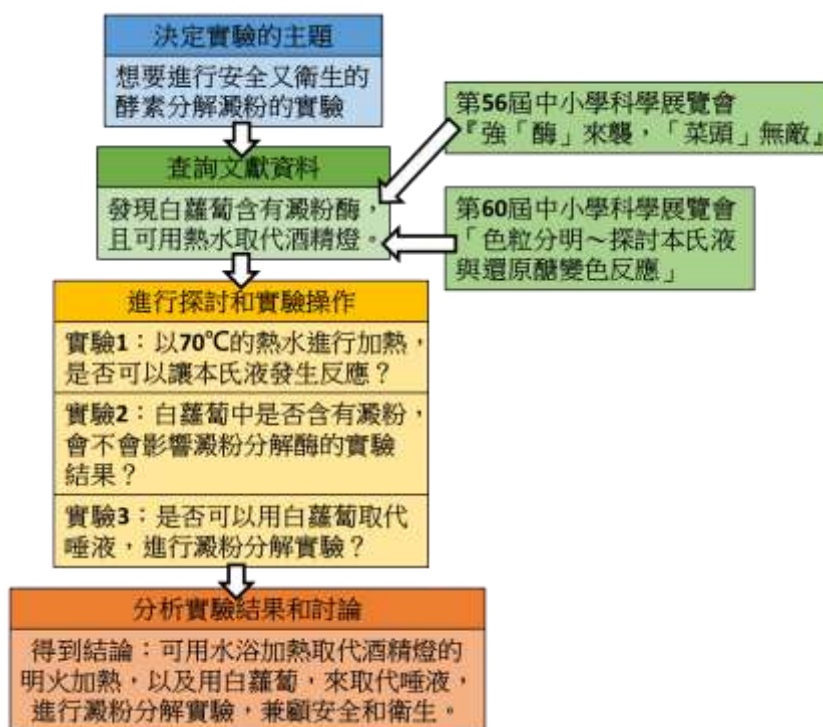 決定實驗的主題
想要進行安全又衛生的
酵素分解澱粉的實驗
第56屆中小學科學展覽會
『強「酶」來襲，「菜頭」無敵』
查詢文獻資料
發現白蘿蔔含有澱粉酶，
且可用熱水取代酒精燈。
第60屆中小學科學展覽會
「色粒分明～探討本氏液
與還原醣變色反應」
進行探討和實驗操作
實驗1：以70℃的熱水進行加熱，
是否可以讓本氏液發生反應？
實驗2：白蘿蔔中是否含有澱粉，
會不會影響澱粉分解酶的實驗
結果？
實驗3：是否可以用白蘿蔔取代
唾液，進行澱粉分解實驗？
分析實驗結果和討論
得到結論：可用水浴加熱取代酒精燈的
明火加熱，以及用白蘿蔔，來取代唾液，
進行澱粉分解實驗，兼顧安全和衛生。